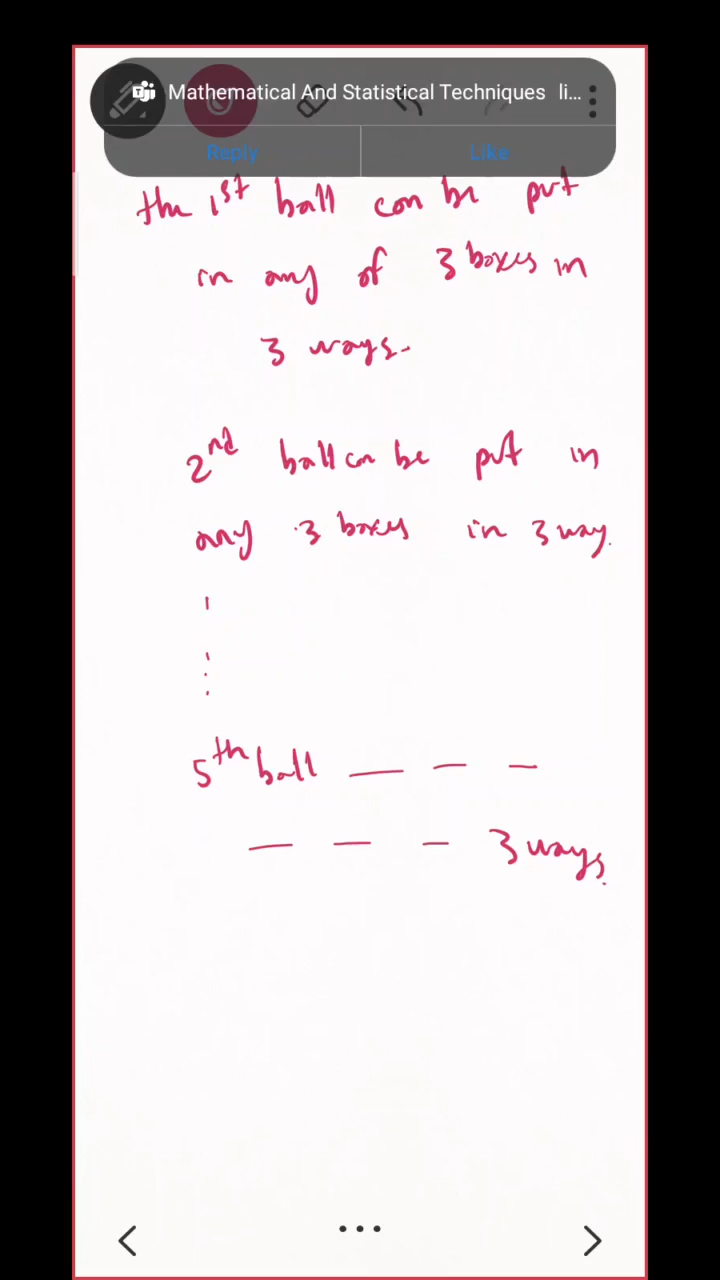 Mathematical And Statistical Techniques li...
Reply Like
the 1st ball can be put
in any of 3 boxes in
3 ways.
2nd ball can be put in
any 3 boxes in 3 way.
5th ball — — —
— — — 3 ways.